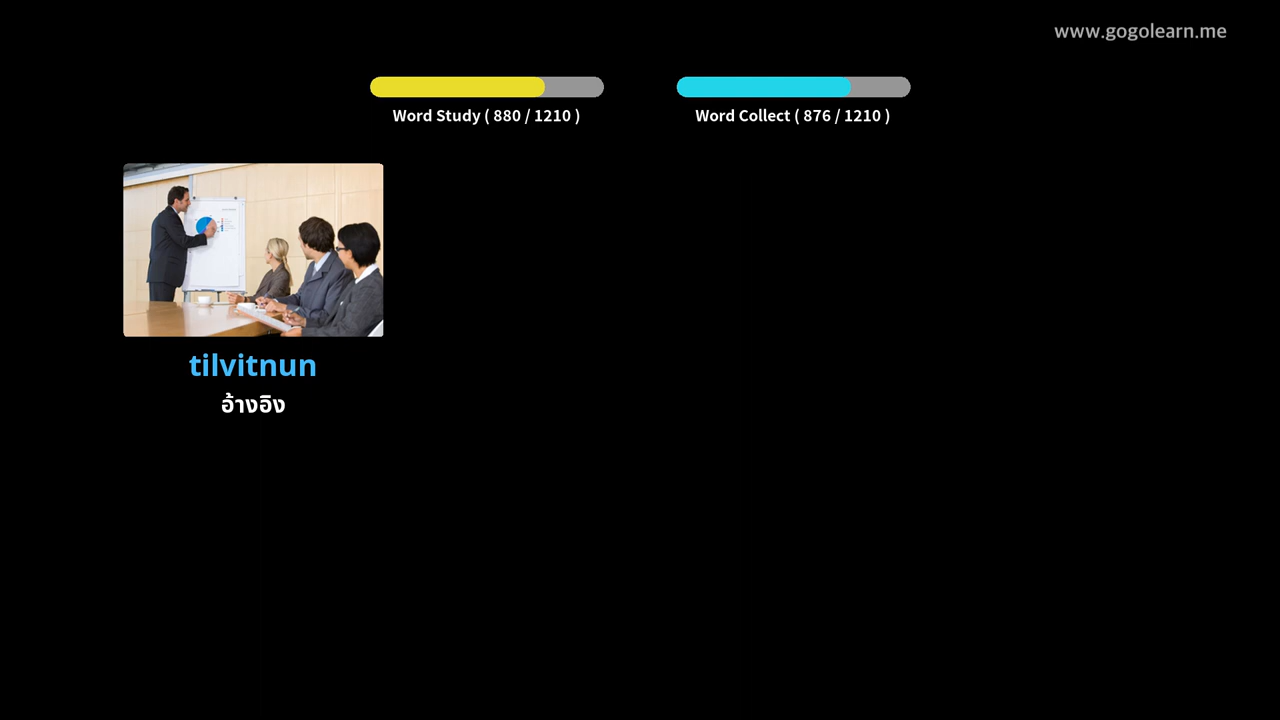 www.gogolearn.me
Word Study ( 880 / 1210 )
Word Collect ( 876 / 1210 )
tilvitnun
อ้างอิง